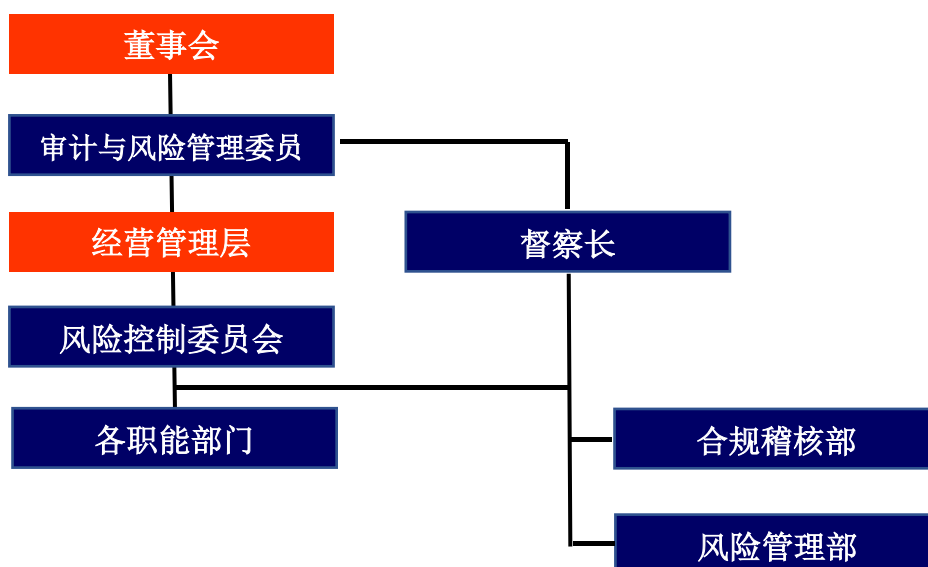 董事会
审计与风险管理委员
经营管理层
督察长
风险控制委员会
各职能部门
合规稽核部
风险管理部